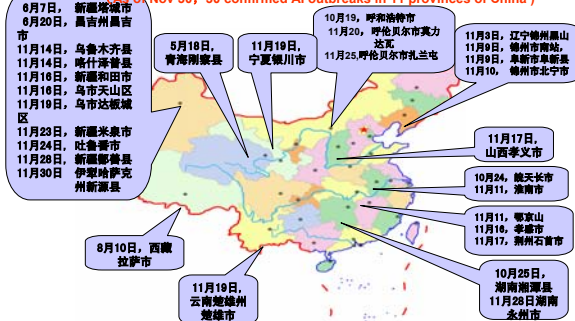 (As of Nov 30, 30 confirmed AI outbreaks in 11 provinces of China )
6月7日, 新疆塔城市
6月20日, 昌吉州昌吉
市
11月14日, 乌鲁木齐县
11月14日, 喀什泽普县
11月16日, 新疆和田市
11月16日, 乌市天山区
11月19日, 乌市达板城
区
11月23日, 新疆米泉市
11月24日, 吐鲁番市
11月28日, 新疆鄯善县
11月30日 伊犁哈萨克
州新源县
5月18日,
青海刚察县
11月19日,
宁夏银川市
10月19, 呼和浩特市
11月20, 呼伦贝尔市莫力
达瓦
11月25,呼伦贝尔市扎兰屯
11月3日, 辽宁锦州黑山
11月9日, 锦州市南站,
11月9日, 阜新市阜新县
11月10, 锦州市北宁市
11月17日,
山西孝义市
10月24, 皖天长市
11月11, 淮南市
11月11, 鄂京山
11月16, 孝感市
11月17, 荆州石首市
10月25日,
湖南湘潭县
11月28日湖南
永州市
8月10日, 西藏
拉萨市
11月19日,
云南楚雄州
楚雄市